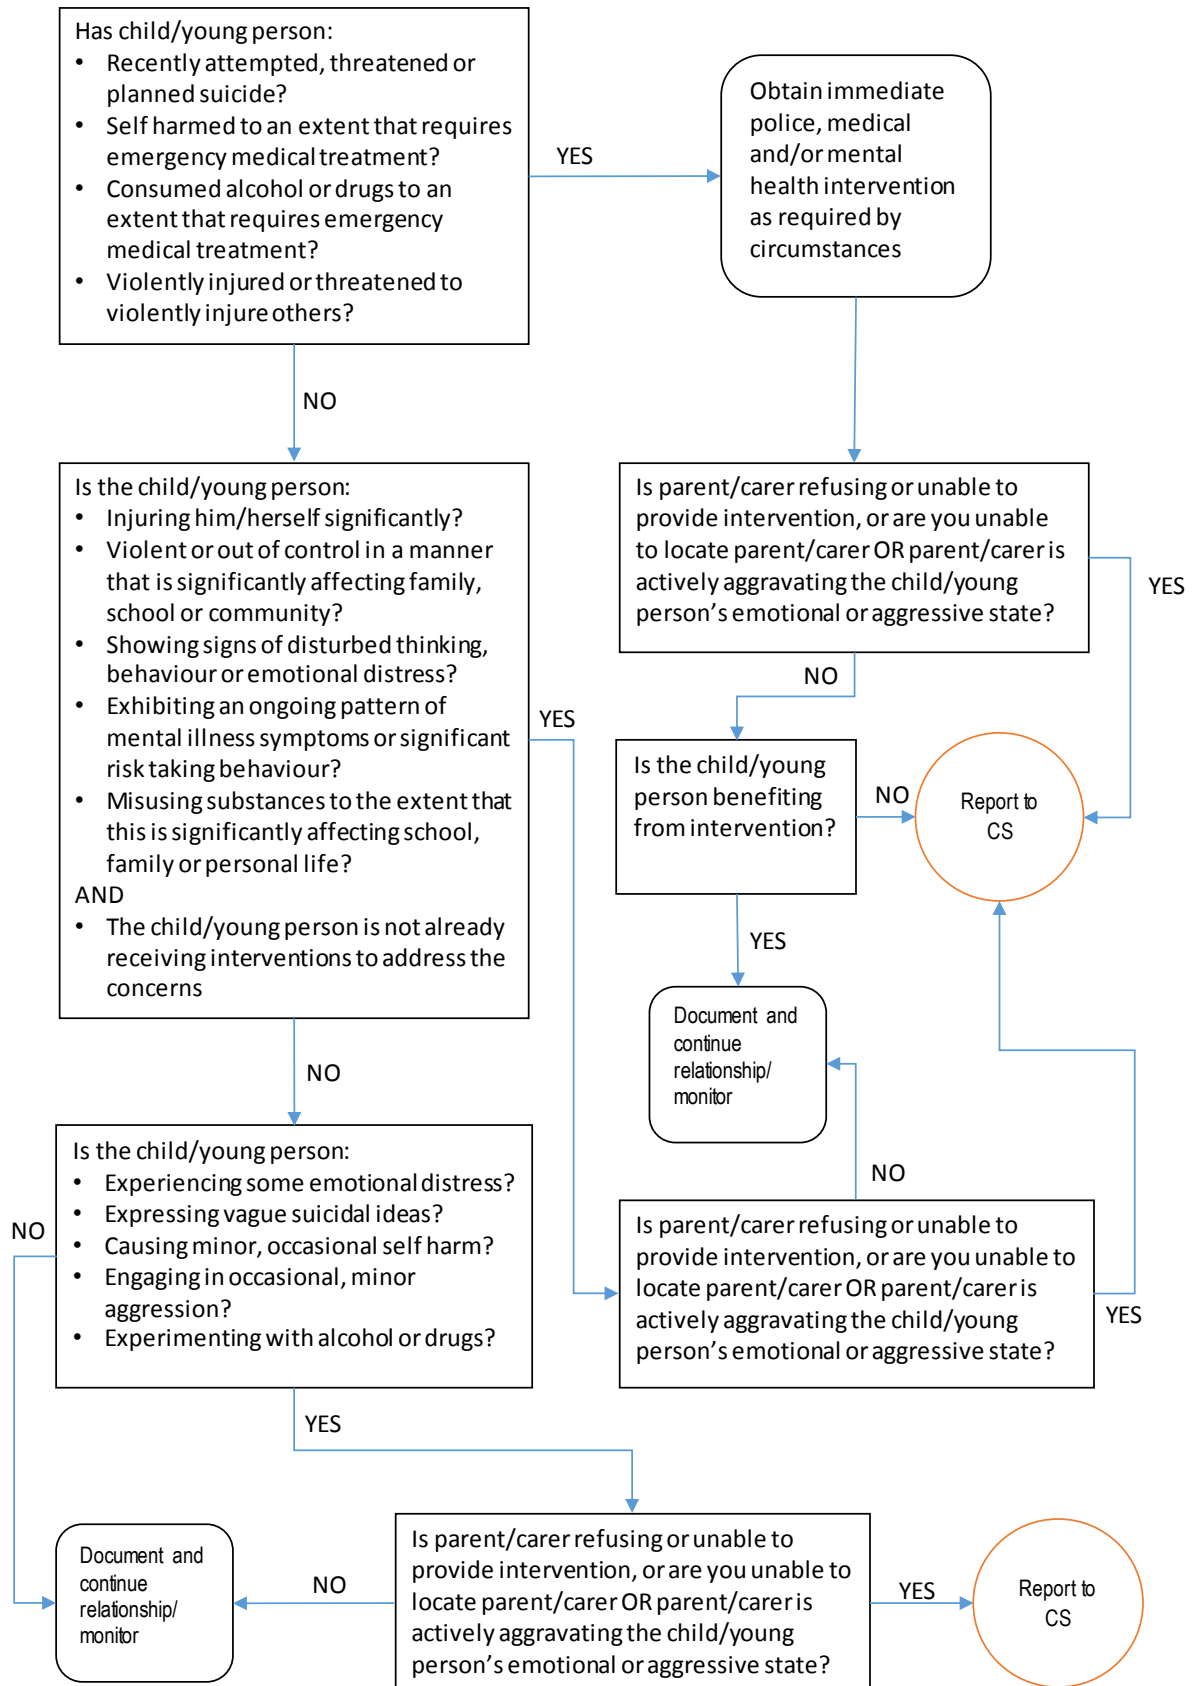 Has child/young person:
• Recently attempted, threatened or
planned suicide?
• Self harmed to an extent that requires
emergency medical treatment?
• Consumed alcohol or drugs to an
extent that requires emergency
medical treatment?
• Violently injured or threatened to
violently injure others?
YES
Obtain immediate
police, medical
and/or mental
health intervention
as required by
circumstances
NO
Is the child/young person:
• Injuring him/herself significantly?
• Violent or out of control in a manner
that is significantly affecting family,
school or community?
• Showing signs of disturbed thinking,
behaviour or emotional distress?
• Exhibiting an ongoing pattern of
mental illness symptoms or significant
risk taking behaviour?
• Misusing substances to the extent that
this is significantly affecting school,
family or personal life?
AND
• The child/young person is not already
receiving interventions to address the
concerns
YES
Is parent/carer refusing or unable to
provide intervention, or are you unable
to locate parent/carer OR parent/carer is
actively aggravating the child/young
person's emotional or aggressive state?
YES
NO
Is the child/young
person benefiting
from intervention?
NO
Report to
CS
YES
Document and
continue
relationship/
monitor
NO
NO
Is the child/young person:
• Experiencing some emotional distress?
• Expressing vague suicidal ideas?
• Causing minor, occasional self harm?
• Engaging in occasional, minor
aggression?
• Experimenting with alcohol or drugs?
NO
Is parent/carer refusing or unable to
provide intervention, or are you unable to
locate parent/carer OR parent/carer is
actively aggravating the child/young
person's emotional or aggressive state?
YES
YES
Document and
continue
relationship/
monitor
NO
Is parent/carer refusing or unable to
provide intervention, or are you unable to
locate parent/carer OR parent/carer is
actively aggravating the child/young
person's emotional or aggressive state?
YES
Report to
CS